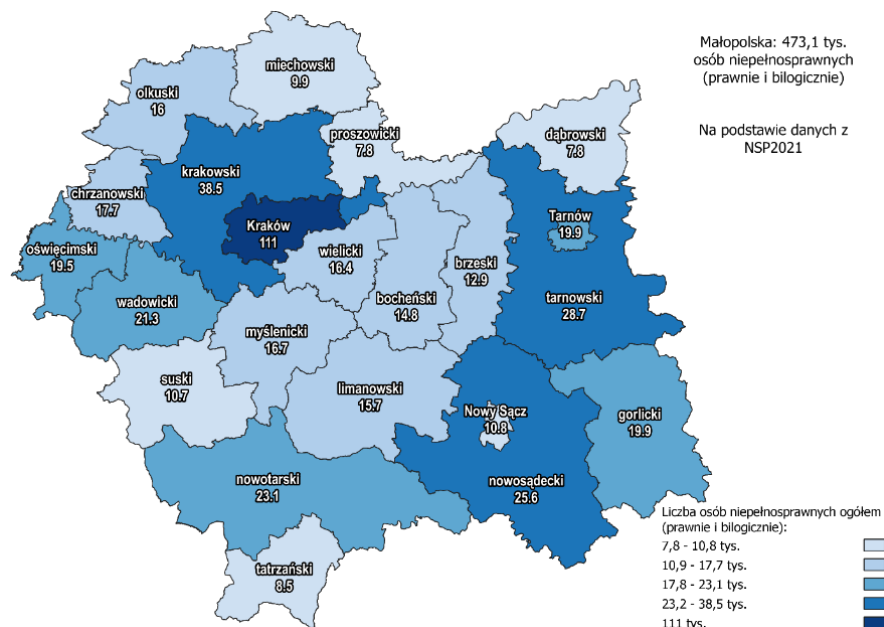 Małopolska: 473,1 tys.
osób niepełnosprawnych
(prawnie i bilogicznie)
Na podstawie danych z
NSP2021
miechowski
9.9
olkuski
16
proszowicki
7.8
dąbrowski
7.8
krakowski
38.5
chrzanowski
17.7
Kraków
111
Tarnów
19.9
oświęcimski
19.5
wielicki
16.4
brzeski
12.9
wadowicki
21.3
bocheński
14.8
tarnowski
28.7
myślenicki
16.7
suski
10.7
limanowski
15.7
Nowy Sącz
10.8
gorlicki
19.9
nowotarski
23.1
nowosądecki
25.6
tatrzański
8.5
Liczba osób niepełnosprawnych ogółem
(prawnie i bilogicznie):
7,8 - 10,8 tys.
10,9 - 17,7 tys.
17,8 - 23,1 tys.
23,2 - 38,5 tys.
111 tys.